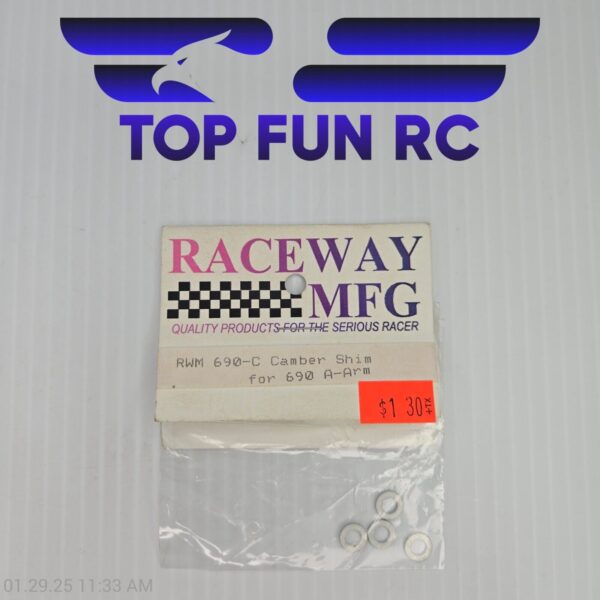 TOP FUN RC
RACEWAY
MFG
QUALITY PRODUCTS FOR THE SERIOUS RACER
RWM 690-C Camber Shim
for 690 A-Arm
$1 30 +TX
01.29.25 11:33 AM